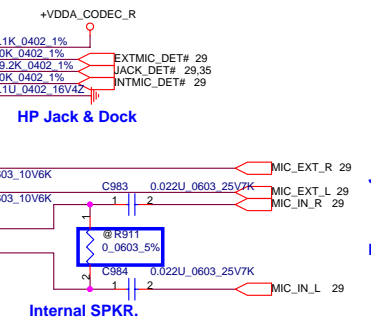 +VDDA_CODEC_R
.1K_0402_1%
0K_0402_1% EXTMIC_DET# 29
9.2K_0402_1% JACK_DET# 29,35
0K_0402_1% INTMIC_DET# 29
.1U_0402_16V4Z
HP Jack & Dock
MIC_EXT_R 29
603_10V6K
C983 0.022U_0603_25V7K MIC_EXT_L 29
603_10V6K 1 2 MIC_IN_R 29
1
@R911
0_0603_5%
2
C984 0.022U_0603_25V7K
1 2 MIC_IN_L 29
Internal SPKR.